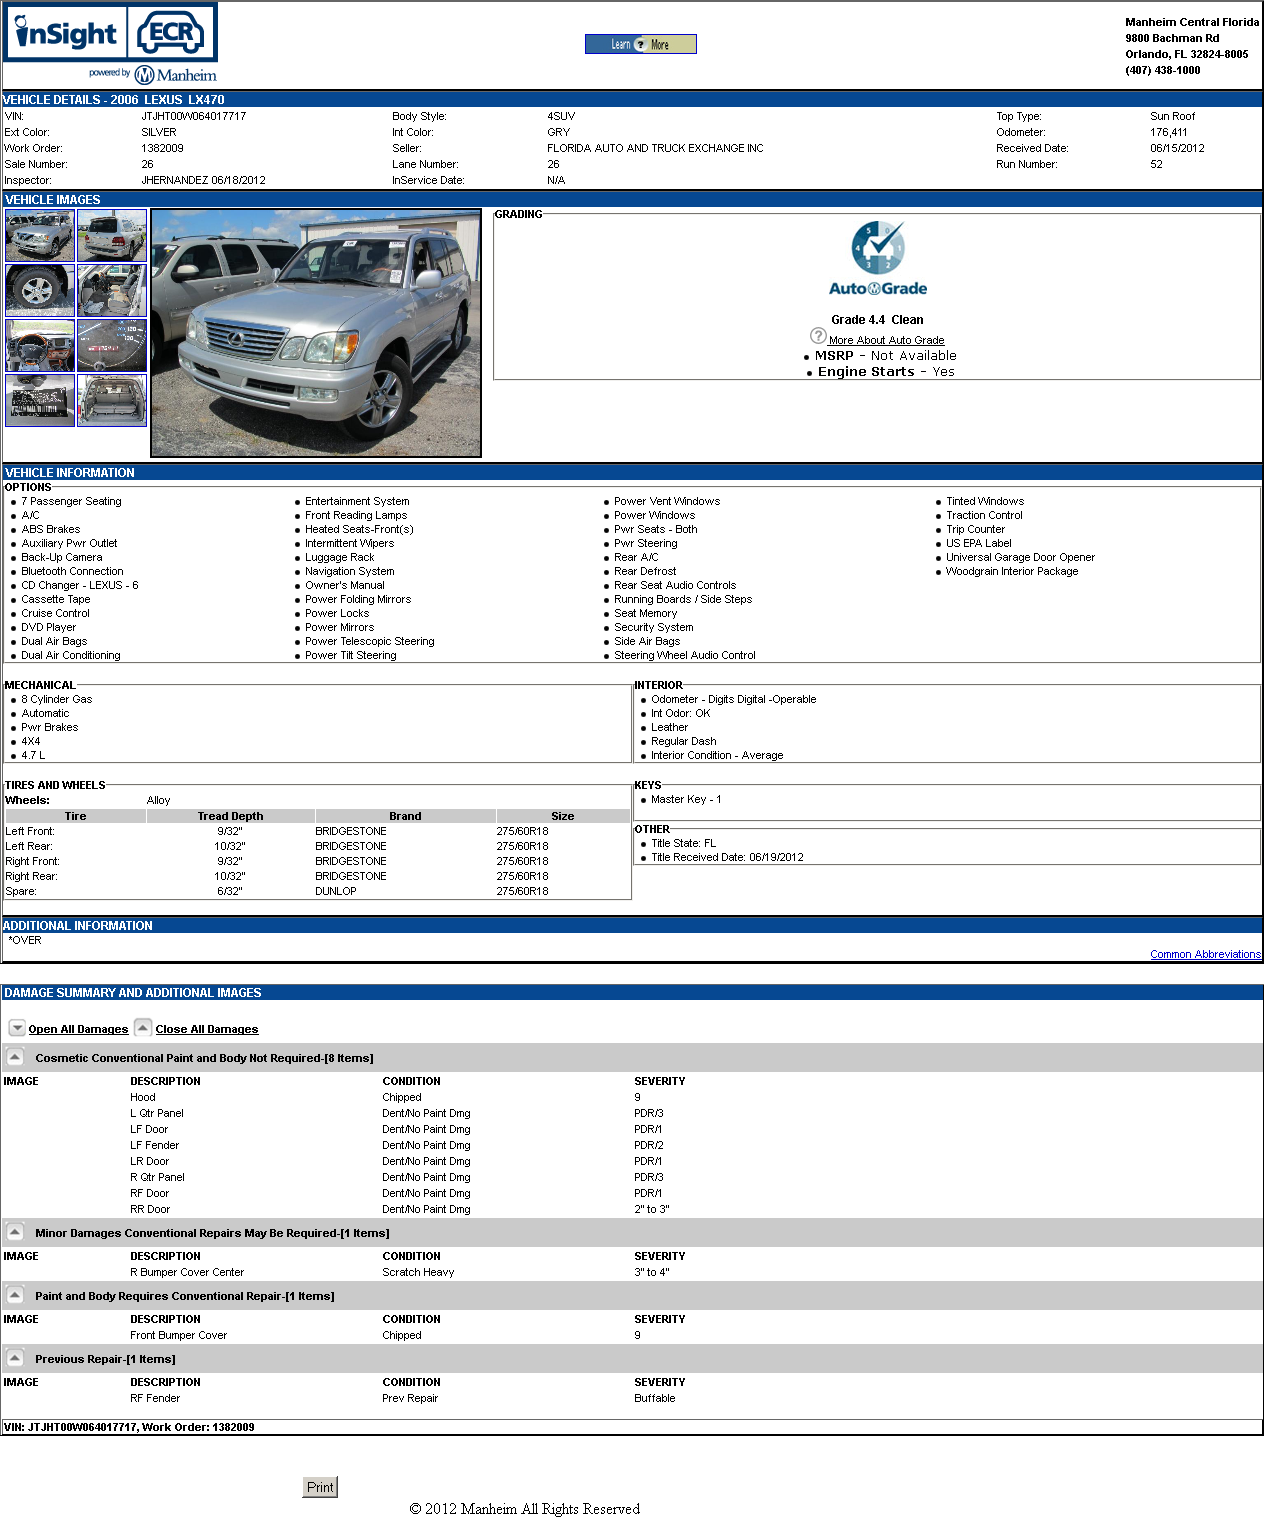 inSight ECR
powered by Manheim
Learn ? More
Manheim Central Florida
9800 Bachman Rd
Orlando, FL 32824-8005
(407) 438-1000
VEHICLE DETAILS - 2006 LEXUS LX470
VIN: JTJHT00W064017717 Body Style: 4SUV Top Type: Sun Roof
Ext Color: SILVER Int Color: GRY Odometer: 176,411
Work Order: 1382009 Seller: FLORIDA AUTO AND TRUCK EXCHANGE INC Received Date: 06/15/2012
Sale Number: 26 Lane Number: 26 Run Number: 52
Inspector: JHERNANDEZ 06/18/2012 InService Date: N/A
VEHICLE IMAGES
GRADING
5 0 4 1 3 2
Auto Grade
Grade 4.4 Clean
? More About Auto Grade
• MSRP - Not Available
• Engine Starts - Yes
VEHICLE INFORMATION
OPTIONS
• 7 Passenger Seating
• A/C
• ABS Brakes
• Auxiliary Pwr Outlet
• Back-Up Camera
• Bluetooth Connection
• CD Changer - LEXUS - 6
• Cassette Tape
• Cruise Control
• DVD Player
• Dual Air Bags
• Dual Air Conditioning
• Entertainment System
• Front Reading Lamps
• Heated Seats-Front(s)
• Intermittent Wipers
• Luggage Rack
• Navigation System
• Owner's Manual
• Power Folding Mirrors
• Power Locks
• Power Mirrors
• Power Telescopic Steering
• Power Tilt Steering
• Power Vent Windows
• Power Windows
• Pwr Seats - Both
• Pwr Steering
• Rear A/C
• Rear Defrost
• Rear Seat Audio Controls
• Running Boards / Side Steps
• Seat Memory
• Security System
• Side Air Bags
• Steering Wheel Audio Control
• Tinted Windows
• Traction Control
• Trip Counter
• US EPA Label
• Universal Garage Door Opener
• Woodgrain Interior Package
MECHANICAL
• 8 Cylinder Gas
• Automatic
• Pwr Brakes
• 4X4
• 4.7 L
INTERIOR
• Odometer - Digits Digital -Operable
• Int Odor: OK
• Leather
• Regular Dash
• Interior Condition - Average
TIRES AND WHEELS
Wheels: Alloy
Tire Tread Depth Brand Size
Left Front: 9/32" BRIDGESTONE 275/60R18
Left Rear: 10/32" BRIDGESTONE 275/60R18
Right Front: 9/32" BRIDGESTONE 275/60R18
Right Rear: 10/32" BRIDGESTONE 275/60R18
Spare: 6/32" DUNLOP 275/60R18
KEYS
• Master Key - 1
OTHER
• Title State: FL
• Title Received Date: 06/19/2012
ADDITIONAL INFORMATION
*OVER
Common Abbreviations
DAMAGE SUMMARY AND ADDITIONAL IMAGES
Open All Damages Close All Damages
Cosmetic Conventional Paint and Body Not Required-[8 Items]
IMAGE DESCRIPTION CONDITION SEVERITY
Hood Chipped 9
L Qtr Panel Dent/No Paint Dmg PDR/3
LF Door Dent/No Paint Dmg PDR/1
LF Fender Dent/No Paint Dmg PDR/2
LR Door Dent/No Paint Dmg PDR/1
R Qtr Panel Dent/No Paint Dmg PDR/3
RF Door Dent/No Paint Dmg PDR/1
RR Door Dent/No Paint Dmg 2" to 3"
Minor Damages Conventional Repairs May Be Required-[1 Items]
IMAGE DESCRIPTION CONDITION SEVERITY
R Bumper Cover Center Scratch Heavy 3" to 4"
Paint and Body Requires Conventional Repair-[1 Items]
IMAGE DESCRIPTION CONDITION SEVERITY
Front Bumper Cover Chipped 9
Previous Repair-[1 Items]
IMAGE DESCRIPTION CONDITION SEVERITY
RF Fender Prev Repair Buffable
VIN: JTJHT00W064017717, Work Order: 1382009
Print
© 2012 Manheim All Rights Reserved